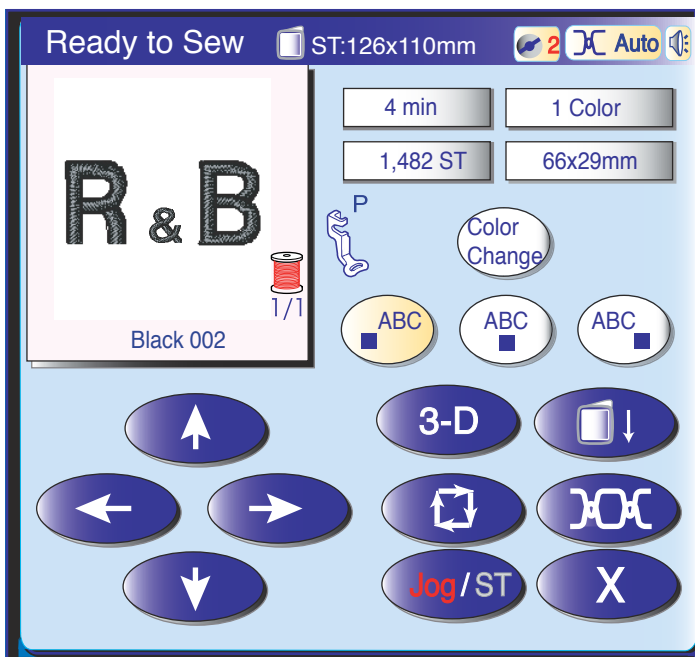 Ready to Sew ST:126x110mm 2 Auto
4 min 1 Color
1,482 ST 66x29mm
R & B
P
Color
Change
1/1
Black 002
ABC ABC ABC
3-D
Jog/ST X